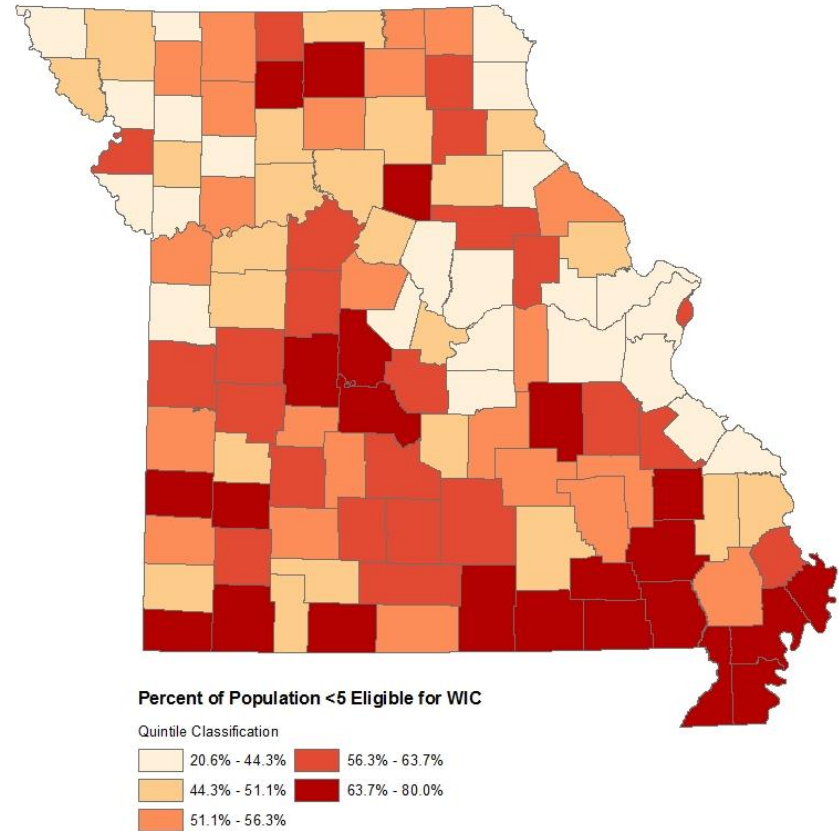 Percent of Population <5 Eligible for WIC
Quintile Classification
20.6% - 44.3%
44.3% - 51.1%
51.1% - 56.3%
56.3% - 63.7%
63.7% - 80.0%